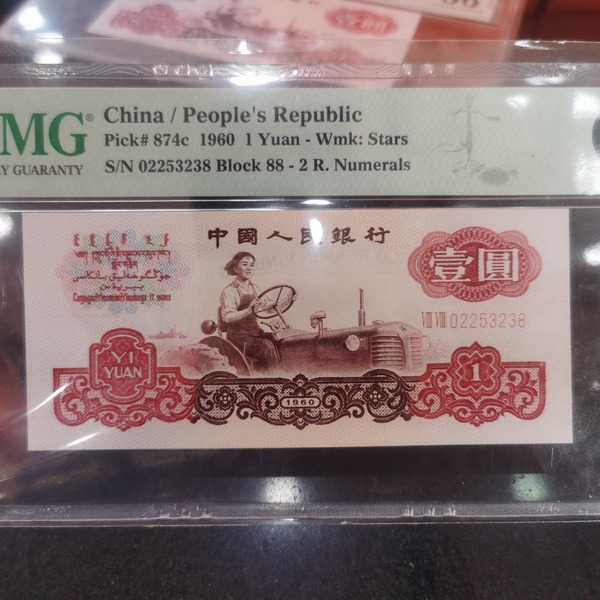 MG®
Y GUARANTY
China / People's Republic
Pick# 874c 1960 1 Yuan - Wmk: Stars
S/N 02253238 Block 88 - 2 R. Numerals
中國人民銀行
壹圓
VIII VIII 02253238
YI
YUAN
1960
1